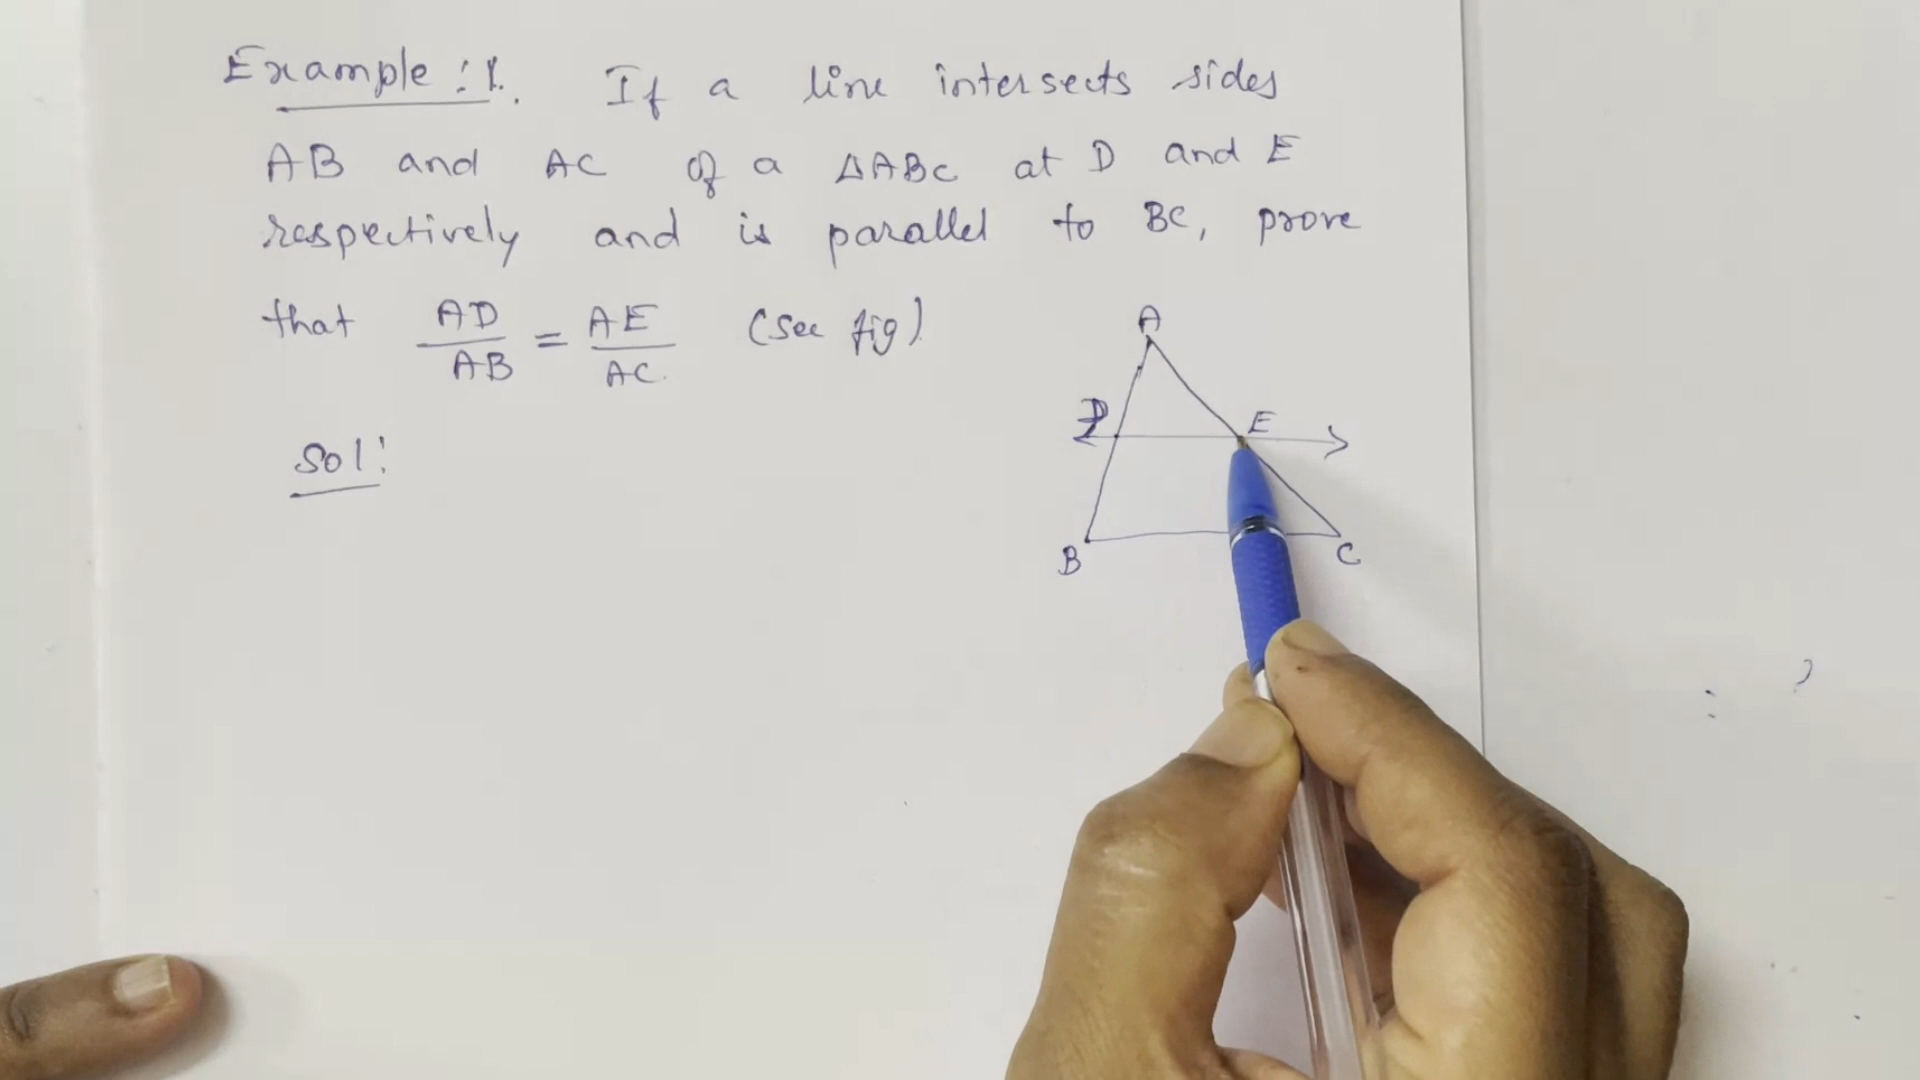 Example : 1. If a line intersects sides
AB and AC of a ΔABC at D and E
respectively and is parallel to BC, prove
that AD/AB = AE/AC (see fig)
A
D E
B C
Sol: